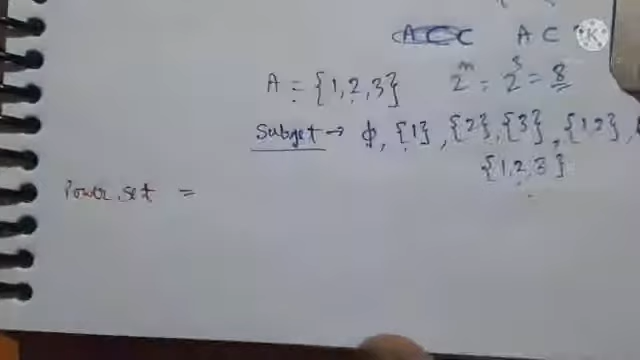 A ⊂ C A ⊂
A = {1, 2, 3} 2ⁿ = 2³ = 8
Subset → ϕ, {1}, {2}, {3}, {1 2},
{1, 2, 3}
Power set =